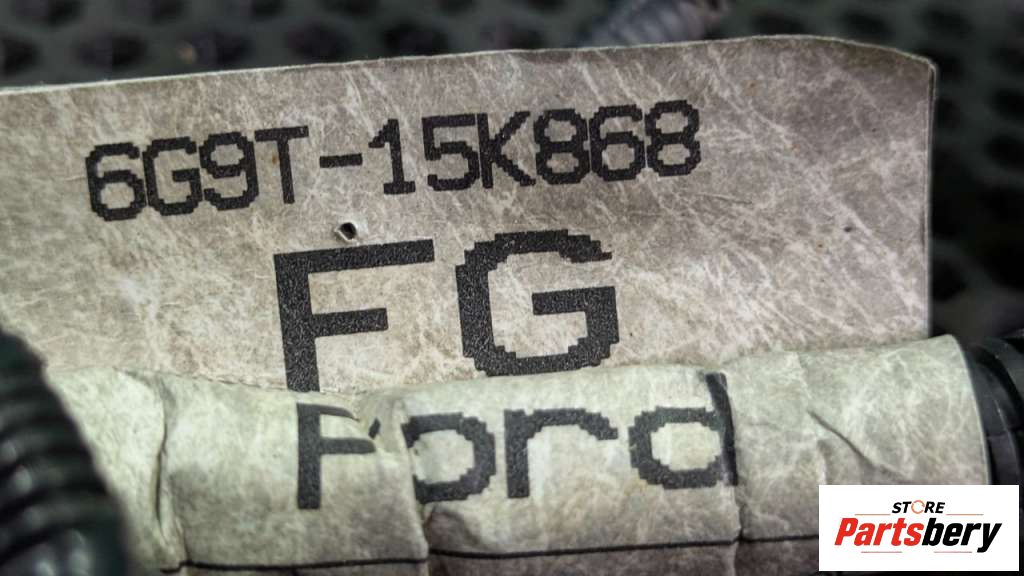 6G9T-15K868
FG
Ford
STORE
Partsbery